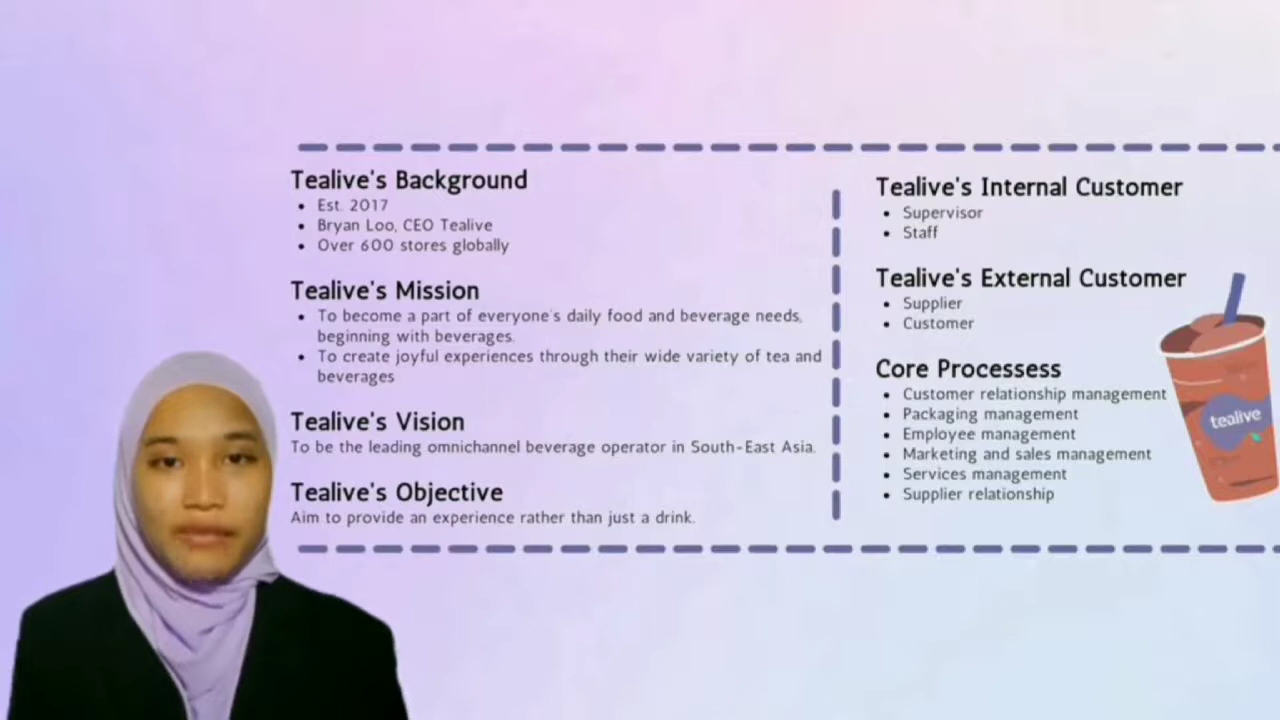 Tealive's Background
Est. 2017
Bryan Loo, CEO Tealive
Over 600 stores globally
Tealive's Mission
To become a part of everyone's daily food and beverage needs,
beginning with beverages.
To create joyful experiences through their wide variety of tea and
beverages
Tealive's Vision
To be the leading omnichannel beverage operator in South-East Asia.
Tealive's Objective
Aim to provide an experience rather than just a drink.
Tealive's Internal Customer
Supervisor
Staff
Tealive's External Customer
Supplier
Customer
Core Processess
Customer relationship management
Packaging management
Employee management
Marketing and sales management
Services management
Supplier relationship
tealive